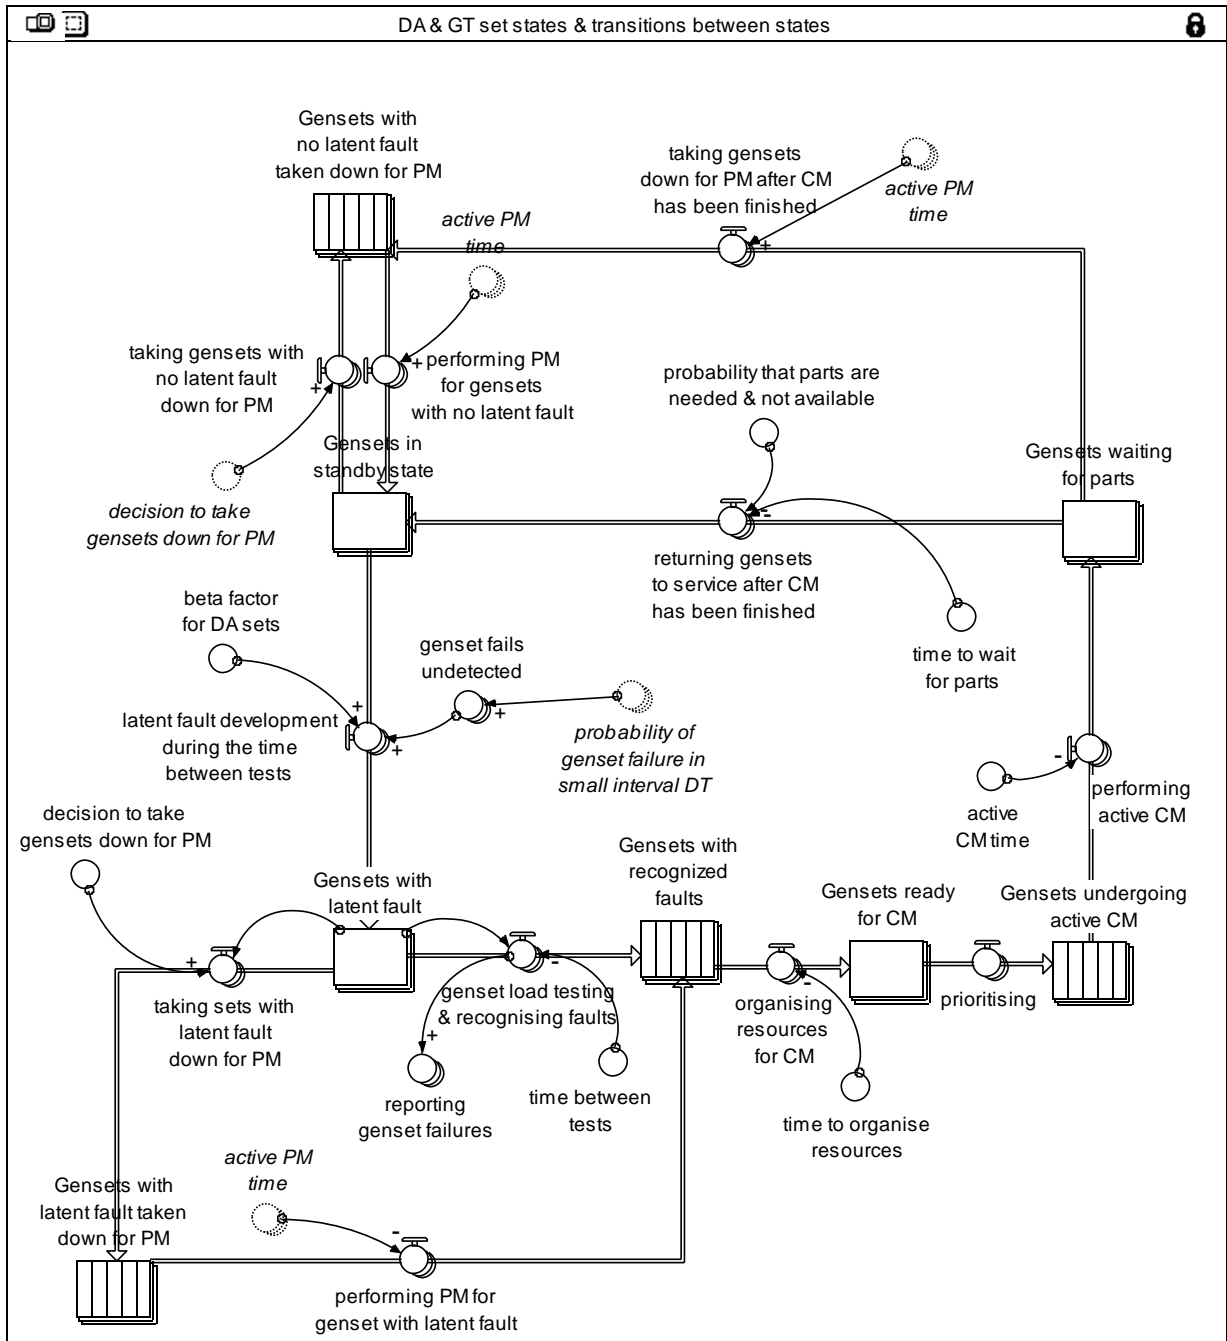 DA & GT set states & transitions between states
Gensets with
no latent fault
taken down for PM
taking gensets
down for PM after CM
has been finished
active PM
time
active PM
time
+
taking gensets with
no latent fault
down for PM
+
+
performing PM
for gensets
with no latent fault
probability that parts are
needed & not available
Gensets in
standby state
Gensets waiting
for parts
decision to take
gensets down for PM
-
-
returning gensets
to service after CM
has been finished
time to wait
for parts
beta factor
for DA sets
genset fails
undetected
+
+
+
latent fault development
during the time
between tests
probability of
genset failure in
small interval DT
-
performing
active CM
active
CM time
decision to take
gensets down for PM
Gensets with
latent fault
Gensets with
recognized
faults
Gensets ready
for CM
Gensets undergoing
active CM
+
-
taking sets with
latent fault
down for PM
genset load testing
& recognising faults
-
organising
resources
for CM
prioritising
+
reporting
genset failures
time between
tests
time to organise
resources
active PM
time
Gensets with
latent fault taken
down for PM
-
performing PM for
genset with latent fault